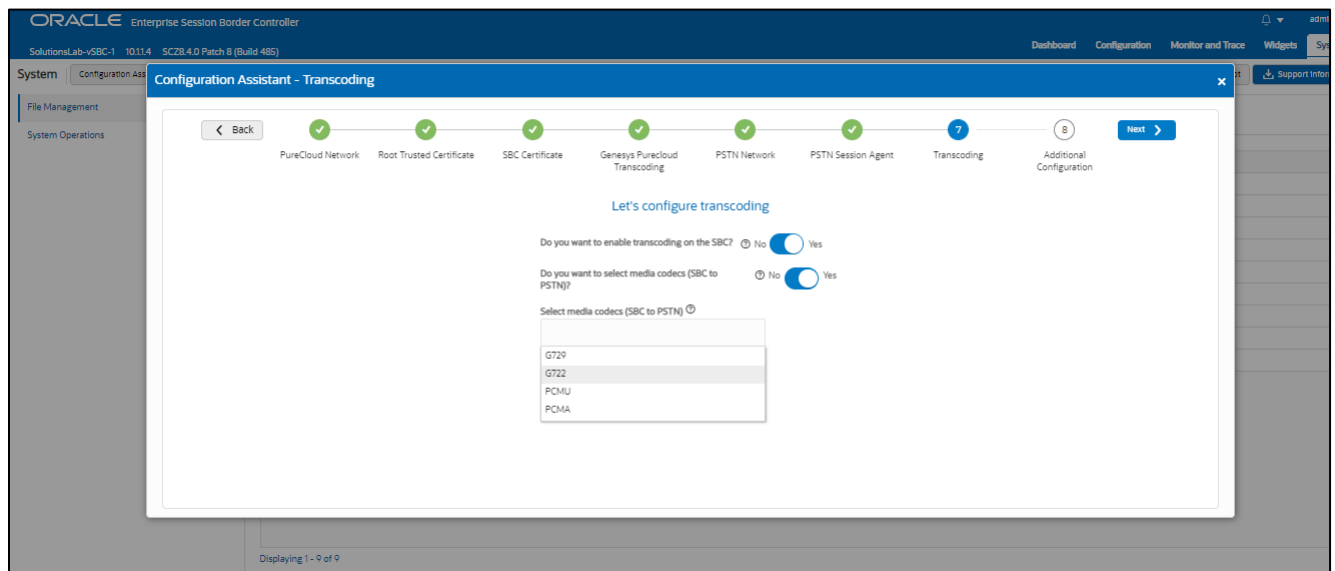 ORACLE Enterprise Session Border Controller
SolutionsLab-vSBC-1 10.1.1.4 SCZ8.4.0 Patch 8 (Build 485)
Dashboard Configuration Monitor and Trace Widgets Sys
System Configuration Ass
Support Infor
Configuration Assistant - Transcoding
File Management
System Operations
Back
7
8
Next
PureCloud Network
Root Trusted Certificate
SBC Certificate
Genesys Purecloud
Transcoding
PSTN Network
PSTN Session Agent
Transcoding
Additional
Configuration
Let's configure transcoding
Do you want to enable transcoding on the SBC? ? No Yes
Do you want to select media codecs (SBC to
PSTN)?
? No Yes
Select media codecs (SBC to PSTN) ?
G729
G722
PCMU
PCMA
Displaying 1 - 9 of 9